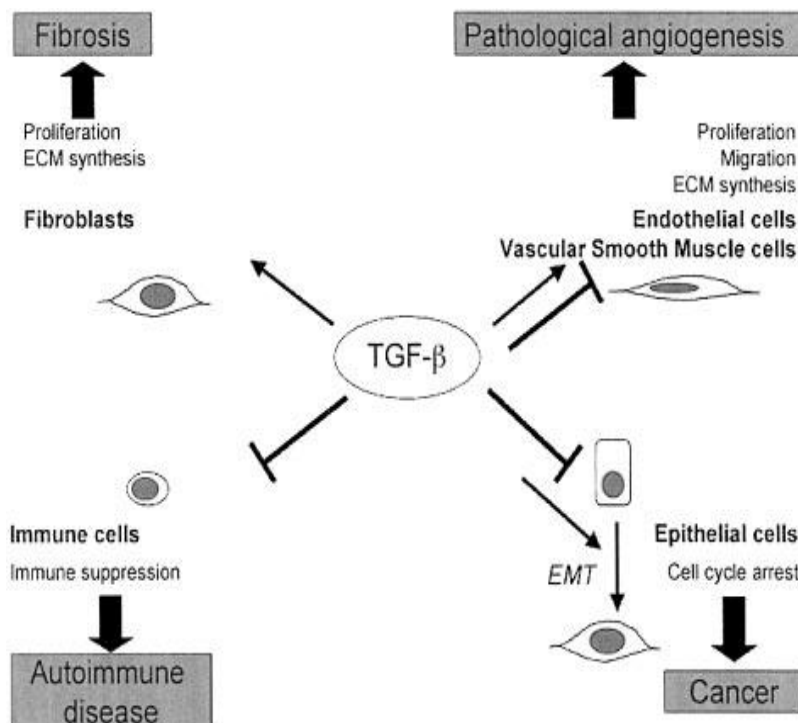 Fibrosis
Pathological angiogenesis
Proliferation
ECM synthesis
Proliferation
Migration
ECM synthesis
Fibroblasts
Endothelial cells
Vascular Smooth Muscle cells
TGF-β
Immune cells
Immune suppression
Epithelial cells
Cell cycle arrest
EMT
Autoimmune
disease
Cancer